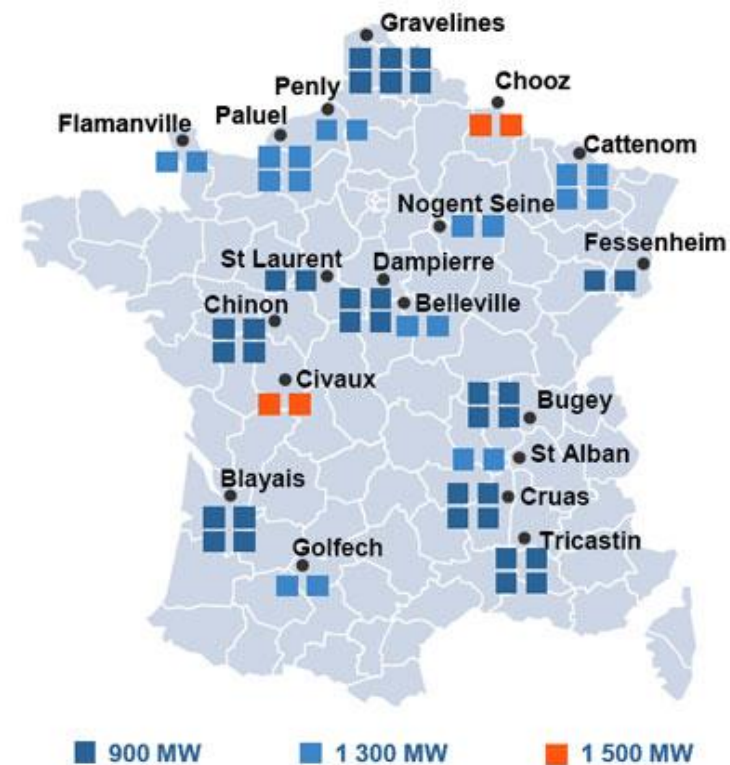 Gravelines
Chooz
Penly
Paluel
Flamanville
Cattenom
Nogent Seine
Fessenheim
St Laurent
Dampierre
Belleville
Chinon
Civaux
Bugey
St Alban
Blayais
Cruas
Tricastin
Golfech
900 MW
1 300 MW
1 500 MW